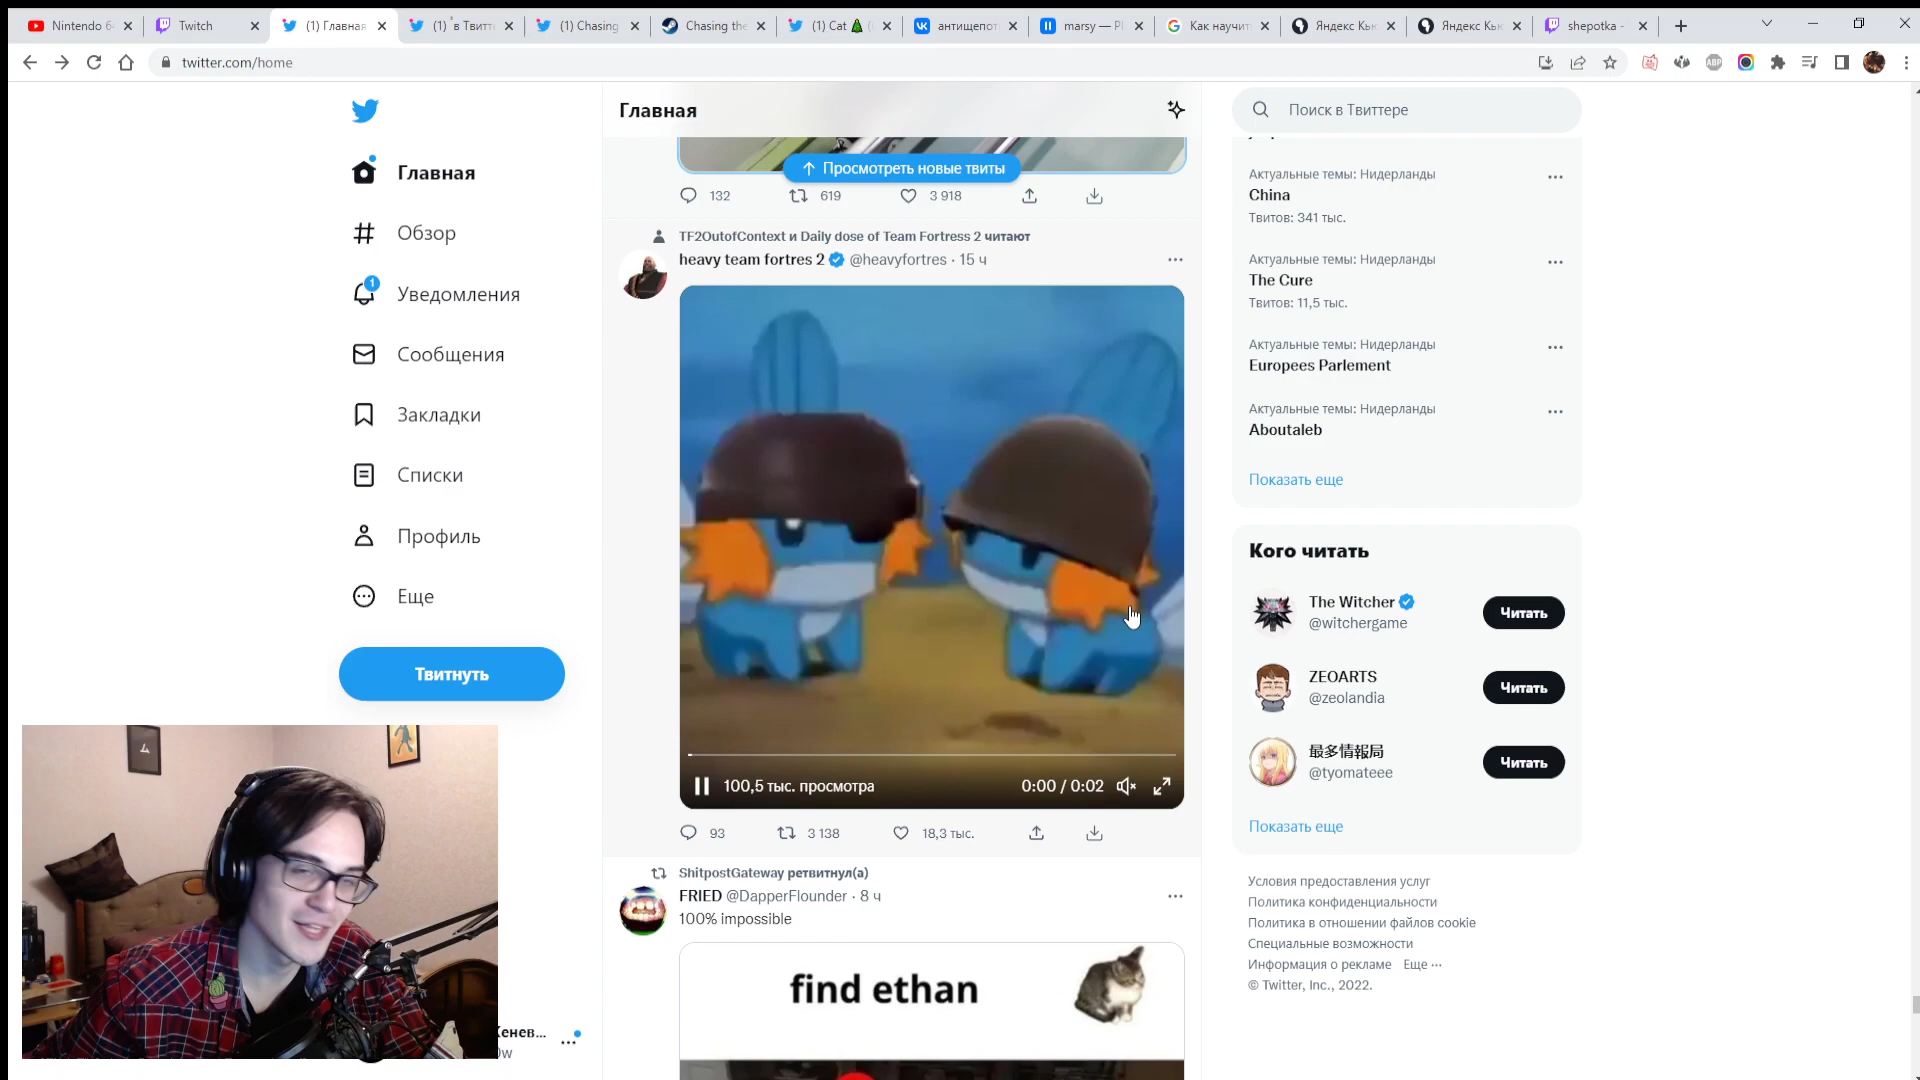 Nintendo 6
Twitch
(1) Главная
(1) "в Твитт
(1) Chasing
Chasing the
(1) Cat
антищепот
marsy — Pl
Как научит
Яндекс Кью
Яндекс Кью
shepotka -
twitter.com/home
ABP
Главная
Обзор
1
Уведомления
Сообщения
Закладки
Списки
Профиль
Еще
Твитнуть
Главная
Просмотреть новые твиты
132
619
3 918
TF2OutofContext и Daily dose of Team Fortress 2 читают
heavy team fortres 2 @heavyfortres · 15 ч
100,5 тыс. просмотра
0:00 / 0:02
93
3 138
18,3 тыс.
ShitpostGateway ретвитнул(а)
FRIED @DapperFlounder · 8 ч
100% impossible
find ethan
Поиск в Твиттере
Актуальные темы: Нидерланды
China
Твитов: 341 тыс.
Актуальные темы: Нидерланды
The Cure
Твитов: 11,5 тыс.
Актуальные темы: Нидерланды
Europees Parlement
Актуальные темы: Нидерланды
Aboutaleb
Показать еще
Кого читать
The Witcher
@witchergame
Читать
ZEOARTS
@zeolandia
Читать
最多情報局
@tyomateee
Читать
Показать еще
Условия предоставления услуг
Политика конфиденциальности
Политика в отношении файлов cookie
Специальные возможности
Информация о рекламе Еще ···
© Twitter, Inc., 2022.